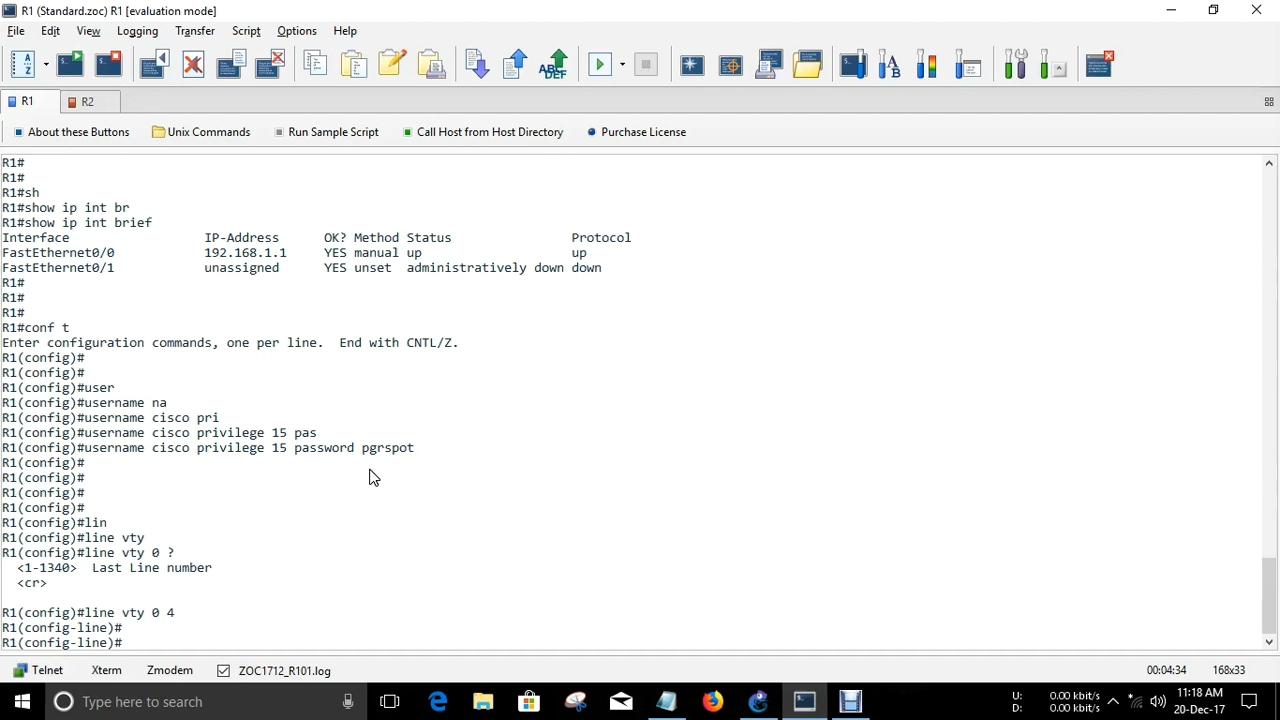 R1 (Standard.zoc) R1 [evaluation mode]
File Edit View Logging Transfer Script Options Help
R1 R2
About these Buttons Unix Commands Run Sample Script Call Host from Host Directory Purchase License
R1#
R1#
R1#sh
R1#show ip int br
R1#show ip int brief
Interface IP-Address OK? Method Status Protocol
FastEthernet0/0 192.168.1.1 YES manual up up
FastEthernet0/1 unassigned YES unset administratively down down
R1#
R1#
R1#
R1#conf t
Enter configuration commands, one per line. End with CNTL/Z.
R1(config)#
R1(config)#
R1(config)#user
R1(config)#username na
R1(config)#username cisco pri
R1(config)#username cisco privilege 15 pas
R1(config)#username cisco privilege 15 password pgrspot
R1(config)#
R1(config)#
R1(config)#
R1(config)#
R1(config)#lin
R1(config)#line vty
R1(config)#line vty 0 ?
<1-1340> Last Line number
<cr>
R1(config)#line vty 0 4
R1(config-line)#
R1(config-line)#
Telnet Xterm Zmodem ZOC1712_R101.log 00:04:34 168x33
Type here to search
U: 0.00 kbit/s
D: 0.00 kbit/s
11:18 AM
20-Dec-17